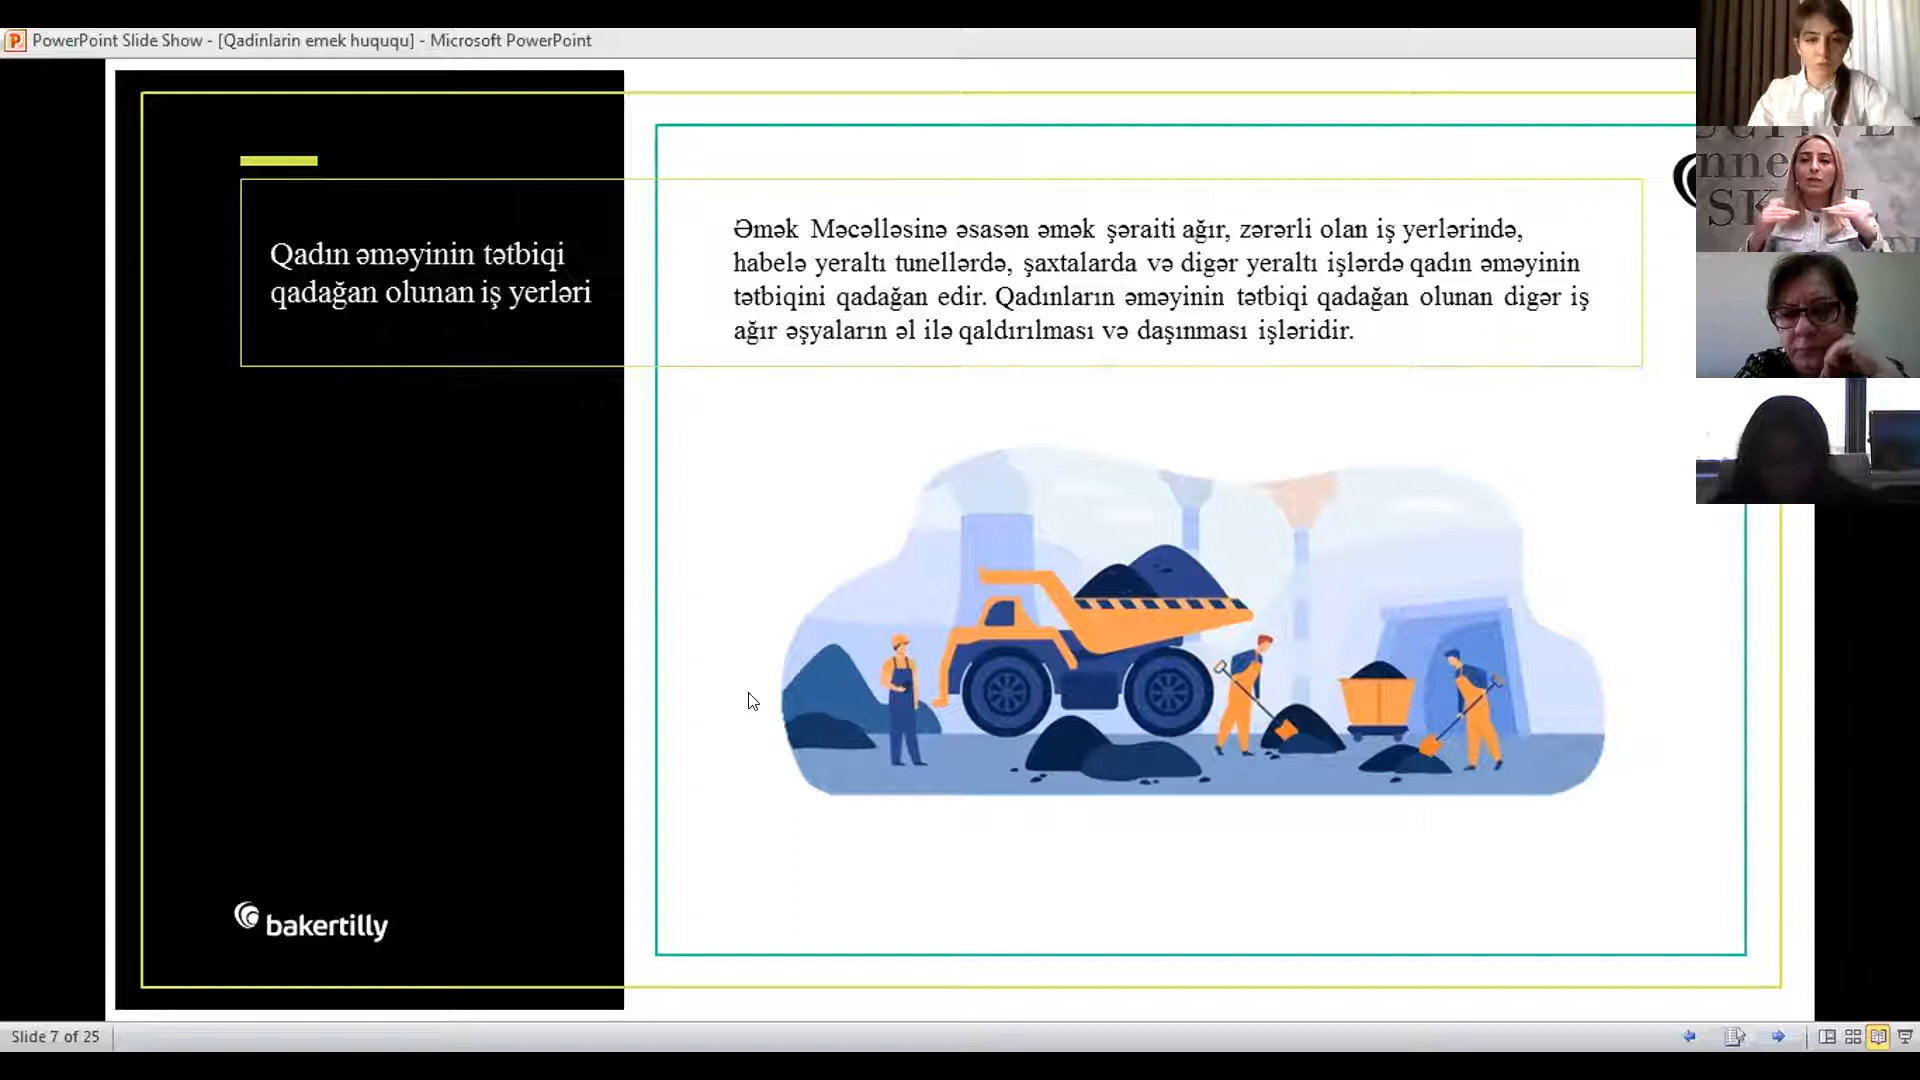 PowerPoint Slide Show - [Qadinlarin emek huququ] - Microsoft PowerPoint
Qadın əməyinin tətbiqi
qadağan olunan iş yerləri
Əmək Məcəlləsinə əsasən əmək şəraiti ağır, zərərli olan iş yerlərində,
habelə yeraltı tunellərdə, şaxtalarda və digər yeraltı işlərdə qadın əməyinin
tətbiqini qadağan edir. Qadınların əməyinin tətbiqi qadağan olunan digər iş
ağır əşyaların əl ilə qaldırılması və daşınması işləridir.
nne
SK
bakertilly
Slide 7 of 25